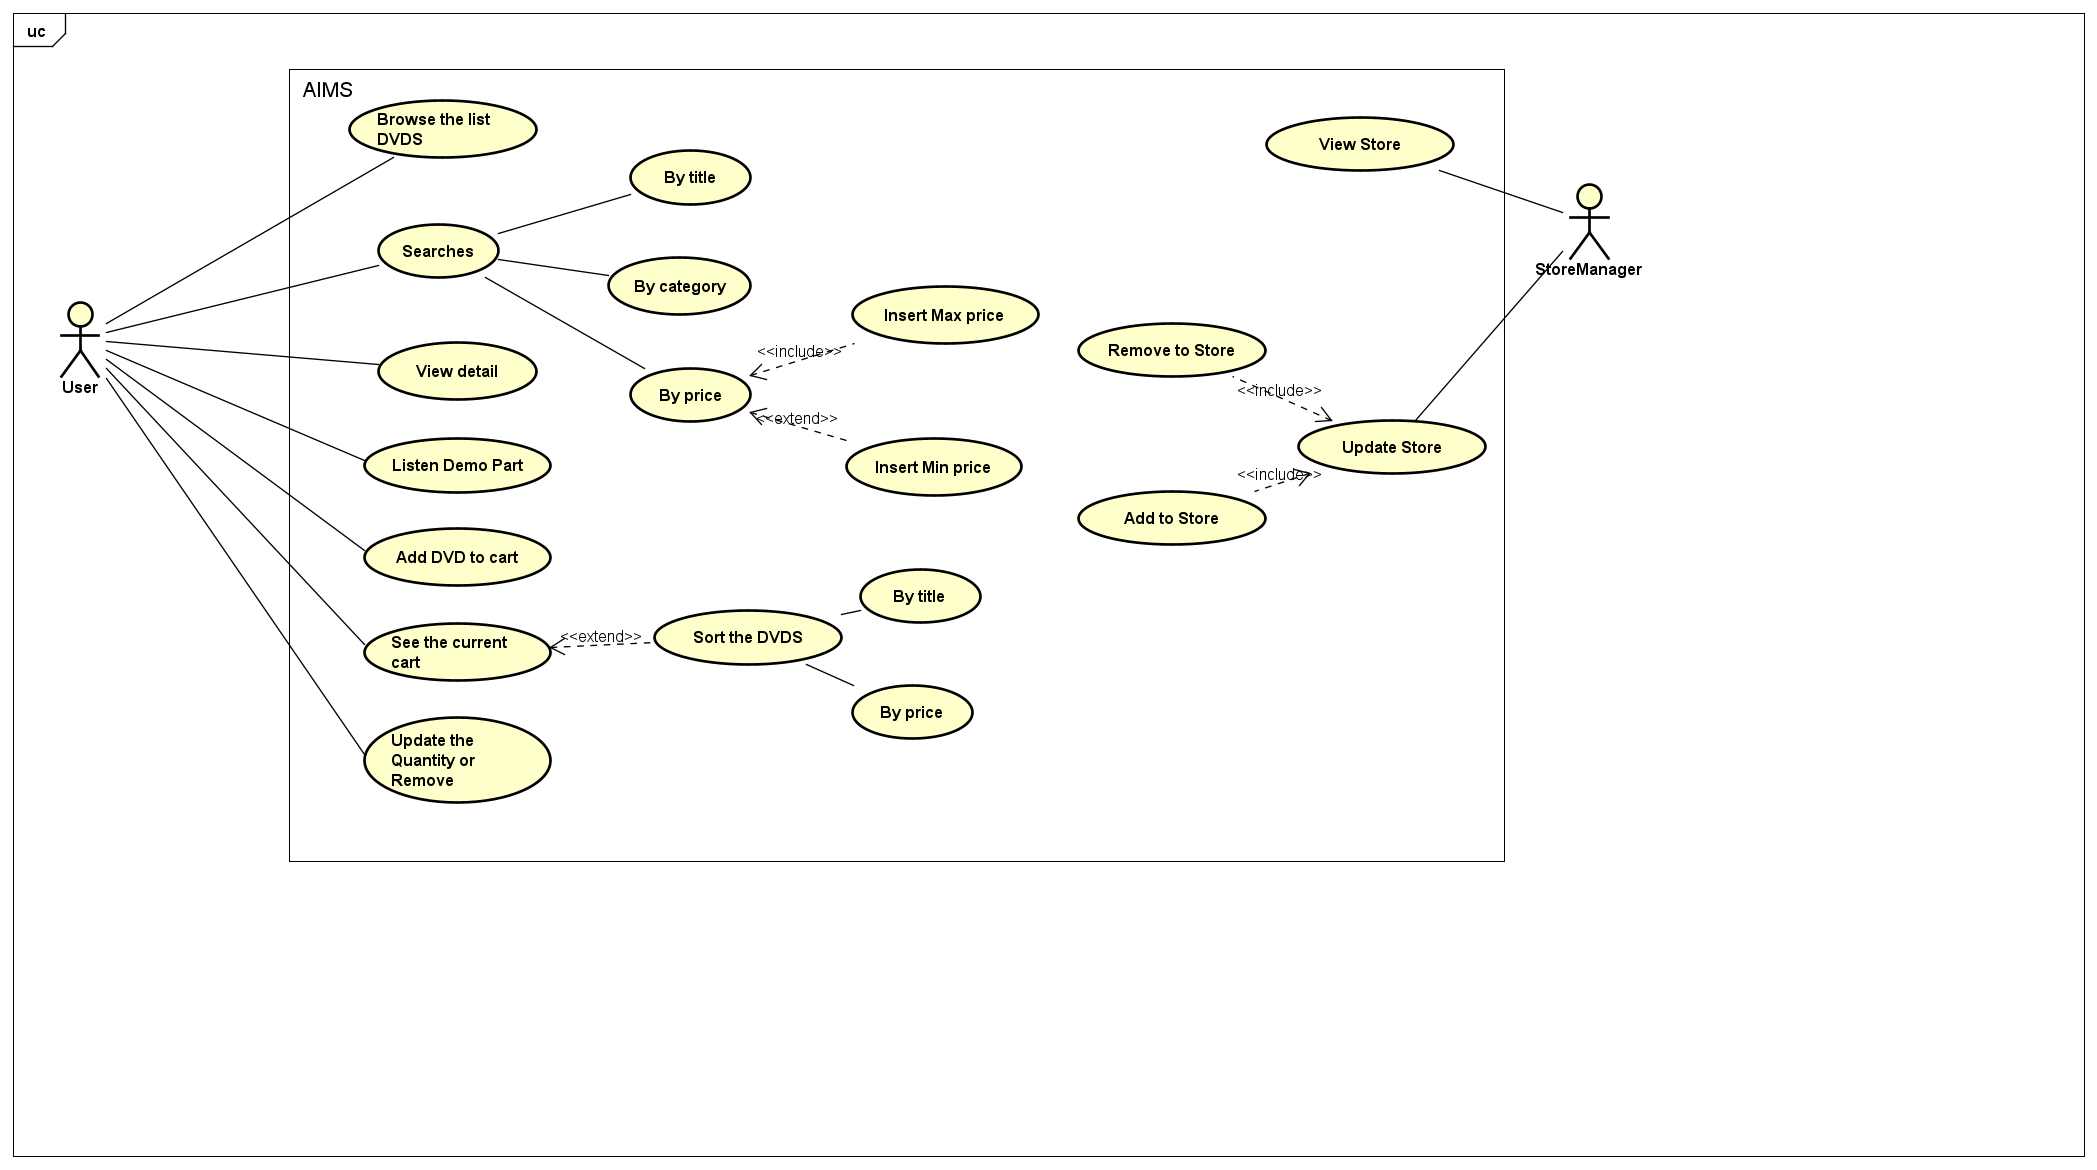 uc
AIMS
Browse the list
DVDS
View Store
By title
Searches
StoreManager
By category
Insert Max price
<<include>>
Remove to Store
View detail
User
By price
<<include>>
<<extend>>
Update Store
Listen Demo Part
Insert Min price
<<include>>
Add to Store
Add DVD to cart
By title
See the current
cart
<<extend>>
Sort the DVDS
By price
Update the
Quantity or
Remove